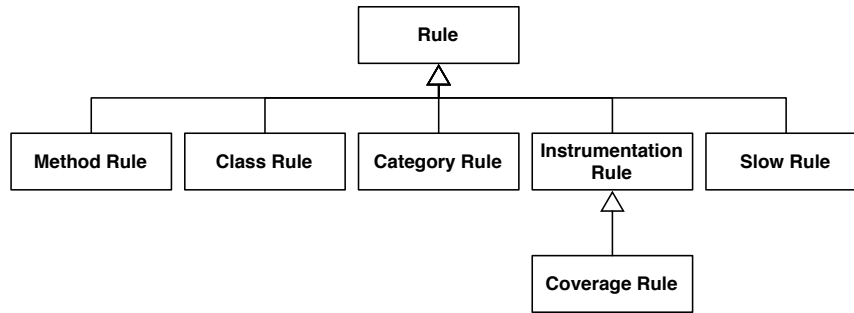 Rule
Method Rule
Class Rule
Category Rule
Instrumentation
Rule
Slow Rule
Coverage Rule